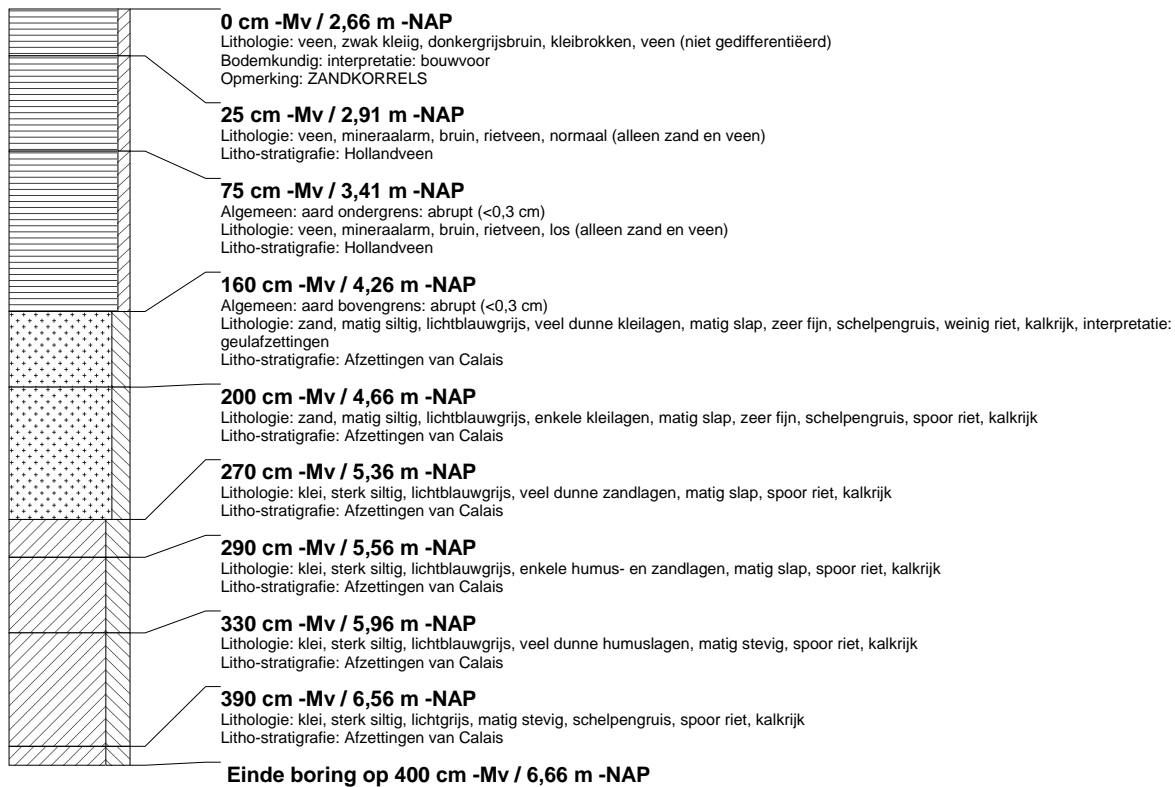 0 cm -Mv / 2,66 m -NAP
Lithologie: veen, zwak kleiig, donkergrijsbruin, kleibrokken, veen (niet gedifferentiëerd)
Bodemkundig: interpretatie: bouwvoor
Opmerking: ZANDKORRELS
25 cm -Mv / 2,91 m -NAP
Lithologie: veen, mineraalarm, bruin, rietveen, normaal (alleen zand en veen)
Litho-stratigrafie: Hollandveen
75 cm -Mv / 3,41 m -NAP
Algemeen: aard ondergrens: abrupt (<0,3 cm)
Lithologie: veen, mineraalarm, bruin, rietveen, los (alleen zand en veen)
Litho-stratigrafie: Hollandveen
160 cm -Mv / 4,26 m -NAP
Algemeen: aard bovengrens: abrupt (<0,3 cm)
Lithologie: zand, matig siltig, lichtblauwgrijs, veel dunne kleilagen, matig slap, zeer fijn, schelpengruis, weinig riet, kalkrijk, interpretatie:
geulafzettingen
Litho-stratigrafie: Afzettingen van Calais
200 cm -Mv / 4,66 m -NAP
Lithologie: zand, matig siltig, lichtblauwgrijs, enkele kleilagen, matig slap, zeer fijn, schelpengruis, spoor riet, kalkrijk
Litho-stratigrafie: Afzettingen van Calais
270 cm -Mv / 5,36 m -NAP
Lithologie: klei, sterk siltig, lichtblauwgrijs, veel dunne zandlagen, matig slap, spoor riet, kalkrijk
Litho-stratigrafie: Afzettingen van Calais
290 cm -Mv / 5,56 m -NAP
Lithologie: klei, sterk siltig, lichtblauwgrijs, enkele humus- en zandlagen, matig slap, spoor riet, kalkrijk
Litho-stratigrafie: Afzettingen van Calais
330 cm -Mv / 5,96 m -NAP
Lithologie: klei, sterk siltig, lichtblauwgrijs, veel dunne humuslagen, matig stevig, spoor riet, kalkrijk
Litho-stratigrafie: Afzettingen van Calais
390 cm -Mv / 6,56 m -NAP
Lithologie: klei, sterk siltig, lichtgrijs, matig stevig, schelpengruis, spoor riet, kalkrijk
Litho-stratigrafie: Afzettingen van Calais
Einde boring op 400 cm -Mv / 6,66 m -NAP